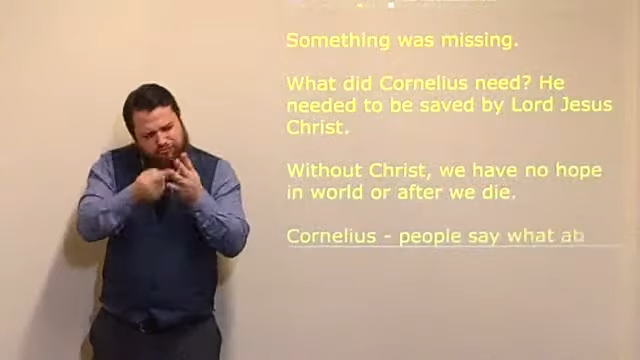 Something was missing.
What did Cornelius need? He
needed to be saved by Lord Jesus
Christ.
Without Christ, we have no hope
in world or after we die.
Cornelius - people say what ab